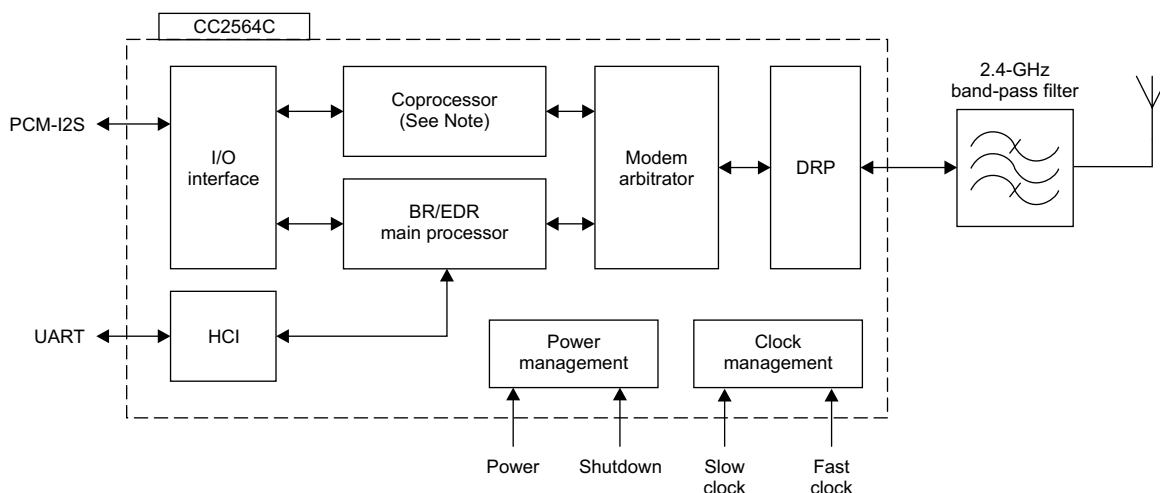 CC2564C
2.4-GHz
band-pass filter
PCM-I2S
I/O
interface
Coprocessor
(See Note)
Modem
arbitrator
DRP
BR/EDR
main processor
UART
HCI
Power
management
Clock
management
Power
Shutdown
Slow
clock
Fast
clock